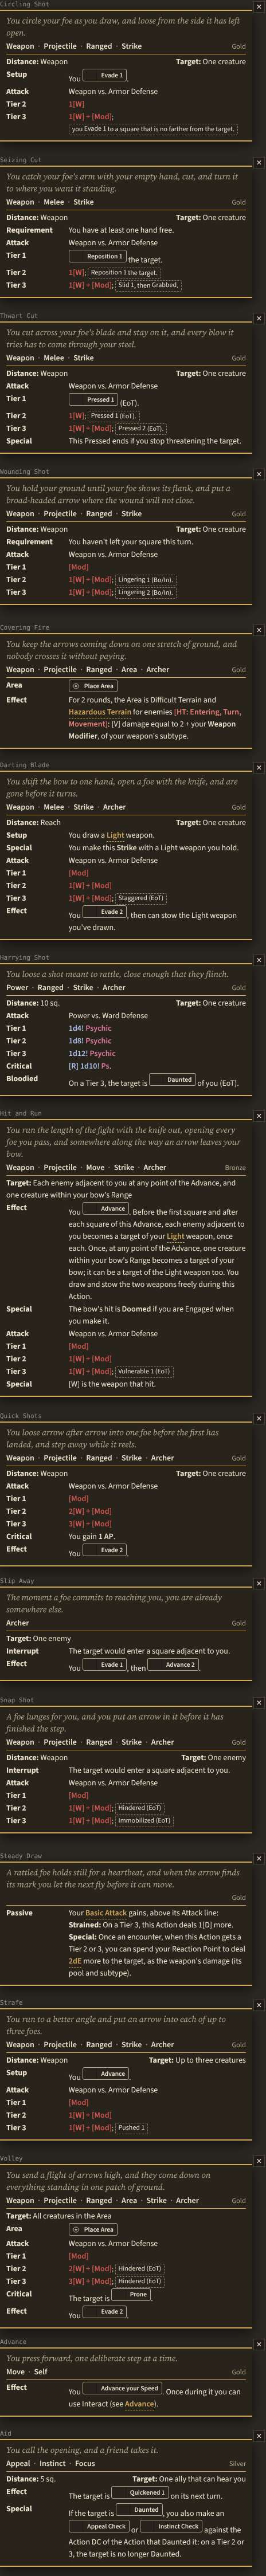 Circling Shot
You circle your foe as you draw, and loose from the side it has left
open.
Weapon · Projectile · Ranged · Strike Gold
Distance: Weapon Target: One creature
Setup You Evade 1.
Attack Weapon vs. Armor Defense
Tier 2 1[W]
Tier 3 1[W] + [Mod];
you Evade 1 to a square that is no farther from the target.
Seizing Cut
You catch your foe's arm with your empty hand, cut, and turn it
to where you want it standing.
Weapon · Melee · Strike Gold
Distance: Weapon Target: One creature
Requirement You have at least one hand free.
Attack Weapon vs. Armor Defense
Tier 1 Reposition 1 the target.
Tier 2 1[W]; Reposition 1 the target.
Tier 3 1[W] + [Mod]; Slid 1, then Grabbed.
Thwart Cut
You cut across your foe's blade and stay on it, and every blow it
tries has to come through your steel.
Weapon · Melee · Strike Gold
Distance: Weapon Target: One creature
Attack Weapon vs. Armor Defense
Tier 1 Pressed 1 (EoT).
Tier 2 1[W]; Pressed 1 (EoT).
Tier 3 1[W] + [Mod]; Pressed 2 (EoT).
Special This Pressed ends if you stop threatening the target.
Wounding Shot
You hold your ground until your foe shows its flank, and put a
broad-headed arrow where the wound will not close.
Weapon · Projectile · Ranged · Strike Gold
Distance: Weapon Target: One creature
Requirement You haven't left your square this turn.
Attack Weapon vs. Armor Defense
Tier 1 [Mod]
Tier 2 1[W] + [Mod]; Lingering 1 (Bo/in).
Tier 3 1[W] + [Mod]; Lingering 2 (Bo/in).
Covering Fire
You keep the arrows coming down on one stretch of ground, and
nobody crosses it without paying.
Weapon · Projectile · Ranged · Area · Archer Gold
Area Place Area
Effect For 2 rounds, the Area is Difficult Terrain and
Hazardous Terrain for enemies [HT: Entering, Turn,
Movement]: [V] damage equal to 2 + your Weapon
Modifier, of your weapon's subtype.
Darting Blade
You shift the bow to one hand, open a foe with the knife, and are
gone before it turns.
Weapon · Melee · Strike · Archer Gold
Distance: Reach Target: One creature
Setup You draw a Light weapon.
Special You make this Strike with a Light weapon you hold.
Attack Weapon vs. Armor Defense
Tier 1 [Mod]
Tier 2 1[W] + [Mod]
Tier 3 1[W] + [Mod]; Staggered (EoT)
Effect You Evade 2, then can stow the Light weapon
you've drawn.
Harrying Shot
You loose a shot meant to rattle, close enough that they flinch.
Power · Ranged · Strike · Archer Gold
Distance: 10 sq. Target: One creature
Attack Power vs. Ward Defense
Tier 1 1d4! Psychic
Tier 2 1d8! Psychic
Tier 3 1d12! Psychic
Critical [R] 1d10! Ps.
Bloodied On a Tier 3, the target is Daunted of you (EoT).
Hit and Run
You run the length of the fight with the knife out, opening every
foe you pass, and somewhere along the way an arrow leaves your
bow.
Weapon · Projectile · Move · Strike · Archer Bronze
Target: Each enemy adjacent to you at any point of the Advance, and
one creature within your bow's Range
Effect You Advance. Before the first square and after
each square of this Advance, each enemy adjacent to
you becomes a target of your Light weapon, once
each. Once, at any point of the Advance, one creature
within your bow's Range becomes a target of your
bow; it can be a target of the Light weapon too. You
draw and stow the two weapons freely during this
Action.
Special The bow's hit is Doomed if you are Engaged when
you make it.
Attack Weapon vs. Armor Defense
Tier 1 [Mod]
Tier 2 1[W] + [Mod]
Tier 3 1[W] + [Mod]; Vulnerable 1 (EoT)
Special [W] is the weapon that hit.
Quick Shots
You loose arrow after arrow into one foe before the first has
landed, and step away while it reels.
Weapon · Projectile · Ranged · Strike · Archer Gold
Distance: Weapon Target: One creature
Attack Weapon vs. Armor Defense
Tier 1 [Mod]
Tier 2 2[W] + [Mod]
Tier 3 3[W] + [Mod]
Critical You gain 1 AP.
Effect You Evade 2.
Slip Away
The moment a foe commits to reaching you, you are already
somewhere else.
Archer Gold
Target: One enemy
Interrupt The target would enter a square adjacent to you.
Effect You Evade 1, then Advance 2.
Snap Shot
A foe lunges for you, and you put an arrow in it before it has
finished the step.
Weapon · Projectile · Ranged · Strike · Archer Gold
Distance: Weapon Target: One enemy
Interrupt The target would enter a square adjacent to you.
Attack Weapon vs. Armor Defense
Tier 1 [Mod]
Tier 2 1[W] + [Mod]; Hindered (EoT)
Tier 3 1[W] + [Mod]; Immobilized (EoT)
Steady Draw
A rattled foe holds still for a heartbeat, and when the arrow finds
its mark you let the next fly before it can move.
Gold
Passive Your Basic Attack gains, above its Attack line:
Strained: On a Tier 3, this Action deals 1[D] more.
Special: Once an encounter, when this Action gets a
Tier 2 or 3, you can spend your Reaction Point to deal
2dE more to the target, as the weapon's damage (its
pool and subtype).
Strafe
You run to a better angle and put an arrow into each of up to
three foes.
Weapon · Projectile · Ranged · Strike · Archer Gold
Distance: Weapon Target: Up to three creatures
Setup You Advance.
Attack Weapon vs. Armor Defense
Tier 1 [Mod]
Tier 2 1[W] + [Mod]
Tier 3 1[W] + [Mod]; Pushed 1
Volley
You send a flight of arrows high, and they come down on
everything standing in one patch of ground.
Weapon · Projectile · Ranged · Area · Strike · Archer Gold
Target: All creatures in the Area
Area Place Area
Attack Weapon vs. Armor Defense
Tier 1 [Mod]
Tier 2 2[W] + [Mod]; Hindered (EoT)
Tier 3 3[W] + [Mod]; Hindered (EoT)
Critical The target is Prone.
Effect You Evade 2.
Advance
You press forward, one deliberate step at a time.
Move · Self Gold
Effect You Advance your Speed. Once during it you can
use Interact (see Advance).
Aid
You call the opening, and a friend takes it.
Appeal · Instinct · Focus Silver
Distance: 5 sq. Target: One ally that can hear you
Effect The target is Quickened 1 on its next turn.
Special If the target is Daunted, you also make an
Appeal Check or Instinct Check against the
Action DC of the Action that Daunted it: on a Tier 2 or
3, the target is no longer Daunted.